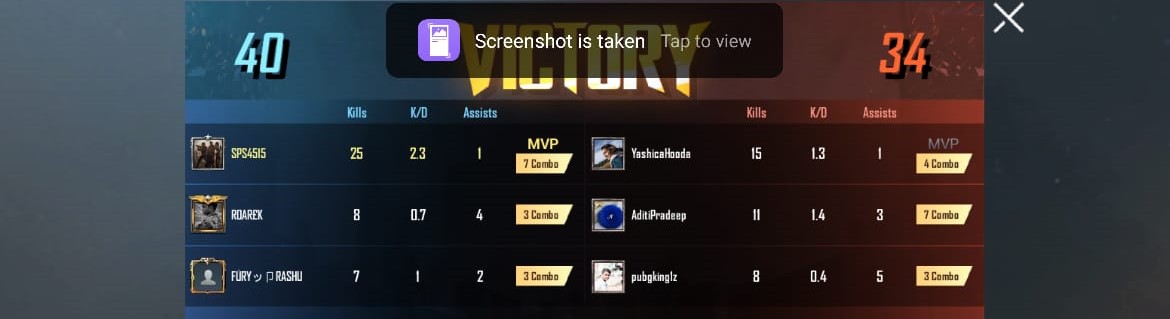 40 VICTORY 34
Screenshot is taken Tap to view
Kills K/D Assists Kills K/D Assists
SPS4515 25 2.3 1 MVP 7 Combo YashicaHooda 15 1.3 1 MVP 4 Combo
ROAREK 8 0.7 4 3 Combo AditiPradeep 11 1.4 3 7 Combo
FURYッ卩RASHU 7 1 2 3 Combo pubgkinglz 8 0.4 5 3 Combo